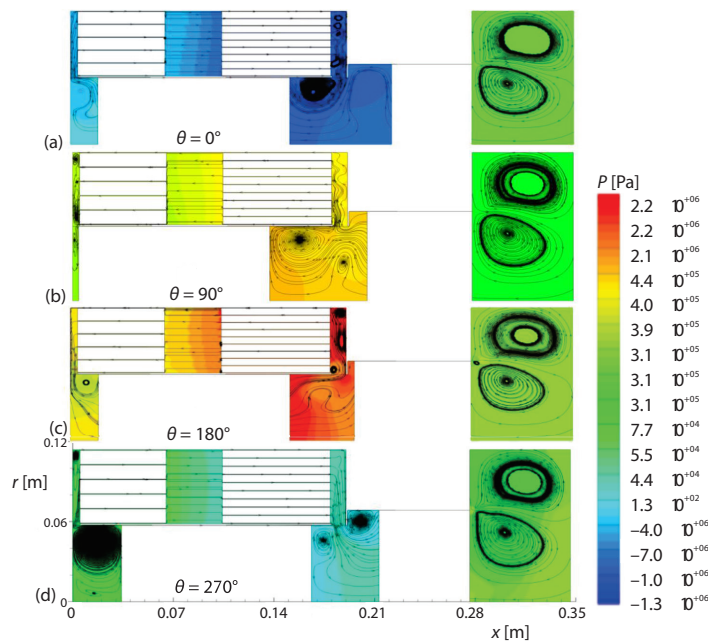 (a)
θ = 0°
(b)
θ = 90°
(c)
θ = 180°
(d)
θ = 270°
0.12
r [m]
0.06
0
0 0.07 0.14 0.21 0.28 0.35
x [m]
P [Pa]
2.2 10+06
2.2 10+06
2.1 10+06
4.4 10+05
4.0 10+05
3.9 10+05
3.1 10+05
3.1 10+05
7.7 10+04
5.5 10+04
4.4 10+04
1.3 10+02
−4.0 10+06
−7.0 10+06
−1.0 10+06
−1.3 10+06